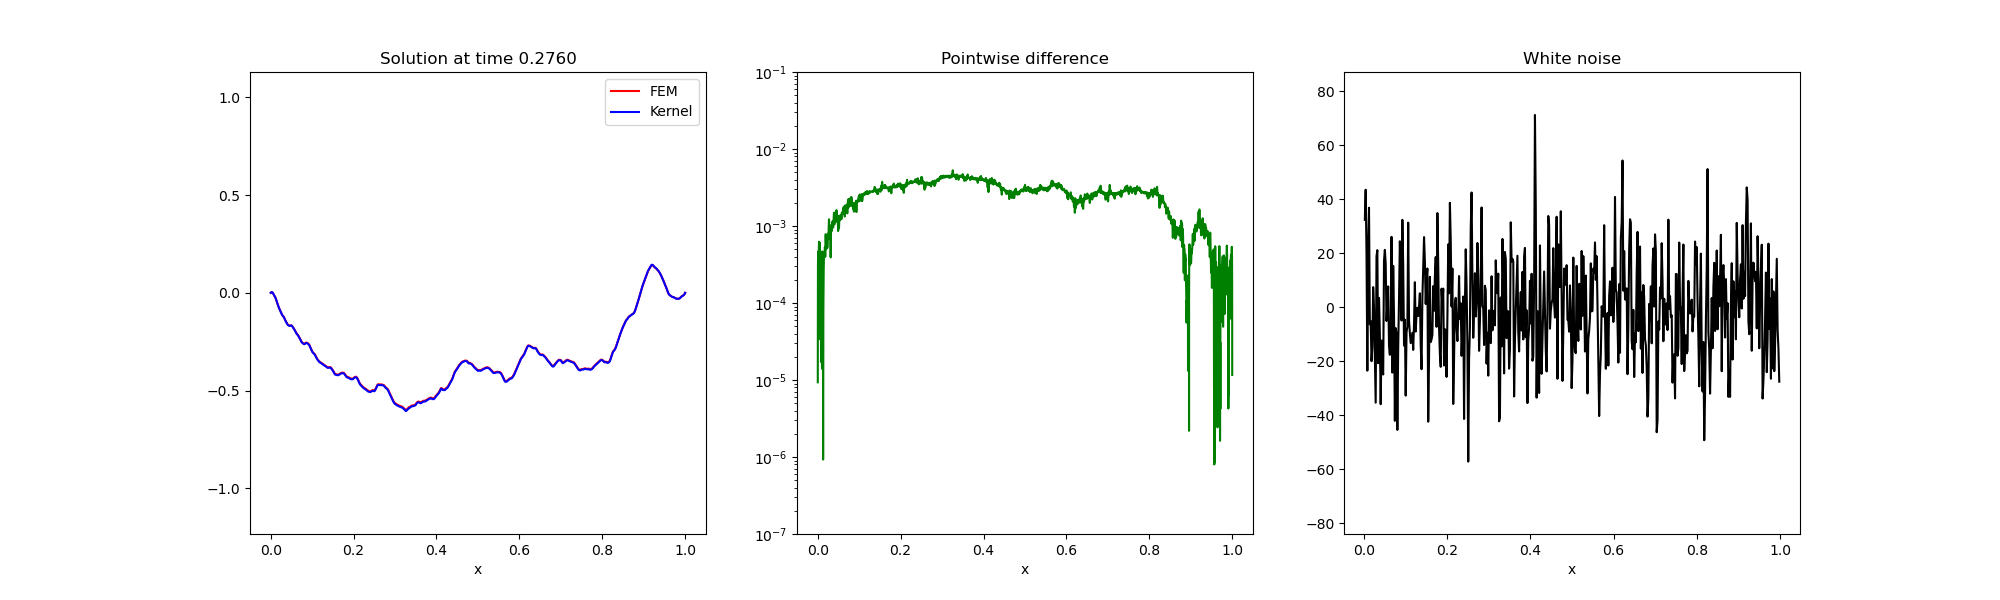 Solution at time 0.2760
1.0
0.5
0.0
−0.5
−1.0
0.0 0.2 0.4 0.6 0.8 1.0
x
FEM
Kernel
Pointwise difference
10⁻¹
10⁻²
10⁻³
10⁻⁴
10⁻⁵
10⁻⁶
10⁻⁷
0.0 0.2 0.4 0.6 0.8 1.0
x
White noise
80
60
40
20
0
−20
−40
−60
−80
0.0 0.2 0.4 0.6 0.8 1.0
x